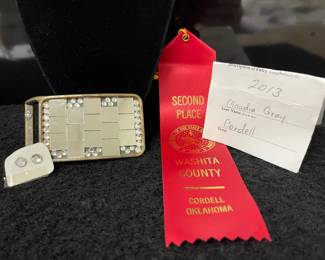 SECOND
PLACE
WASHITA
COUNTY
CORDELL
OKLAHOMA
2013
Claudia Gray
Cordell